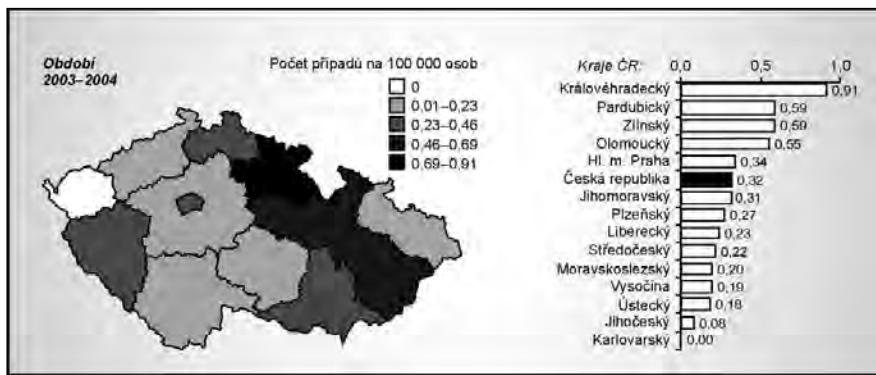 Období
2003–2004
Počet případů na 100 000 osob
0
0,01–0,23
0,23–0,46
0,46–0,69
0,69–0,91
Kraje ČR: 0,0 0,5 1,0
Královéhradecký 0,91
Pardubický 0,59
Zlínský 0,59
Olomoucký 0,55
Hl. m. Praha 0,34
Česká republika 0,32
Jihomoravský 0,31
Plzeňský 0,27
Liberecký 0,23
Středočeský 0,22
Moravskoslezský 0,20
Vysočina 0,19
Ústecký 0,18
Jihočeský 0,08
Karlovarský 0,00